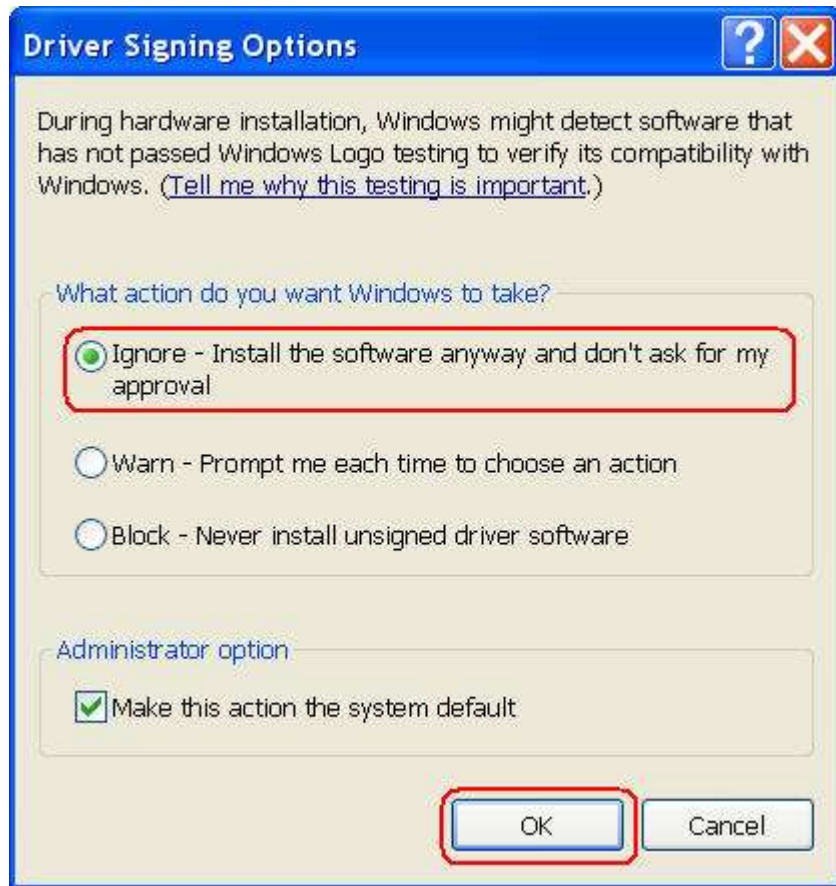 Driver Signing Options
?
During hardware installation, Windows might detect software that
has not passed Windows Logo testing to verify its compatibility with
Windows. (Tell me why this testing is important.)
What action do you want Windows to take?
Ignore - Install the software anyway and don't ask for my
approval
Warn - Prompt me each time to choose an action
Block - Never install unsigned driver software
Administrator option
Make this action the system default
OK
Cancel